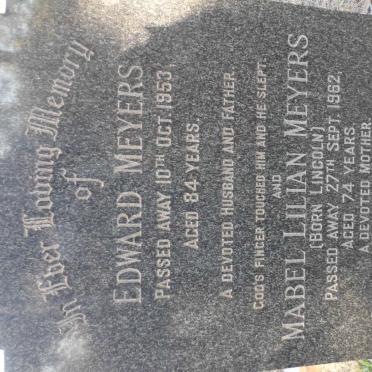 In Ever Loving Memory
of
EDWARD MEYERS
PASSED AWAY 10TH OCT. 1953,
AGED 84 YEARS.
A DEVOTED HUSBAND AND FATHER.
GOD'S FINGER TOUCHED HIM AND HE SLEPT.
AND
MABEL LILIAN MEYERS
(BORN LINCOLN)
PASSED AWAY 27TH SEPT. 1962,
AGED 74 YEARS.
A DEVOTED MOTHER